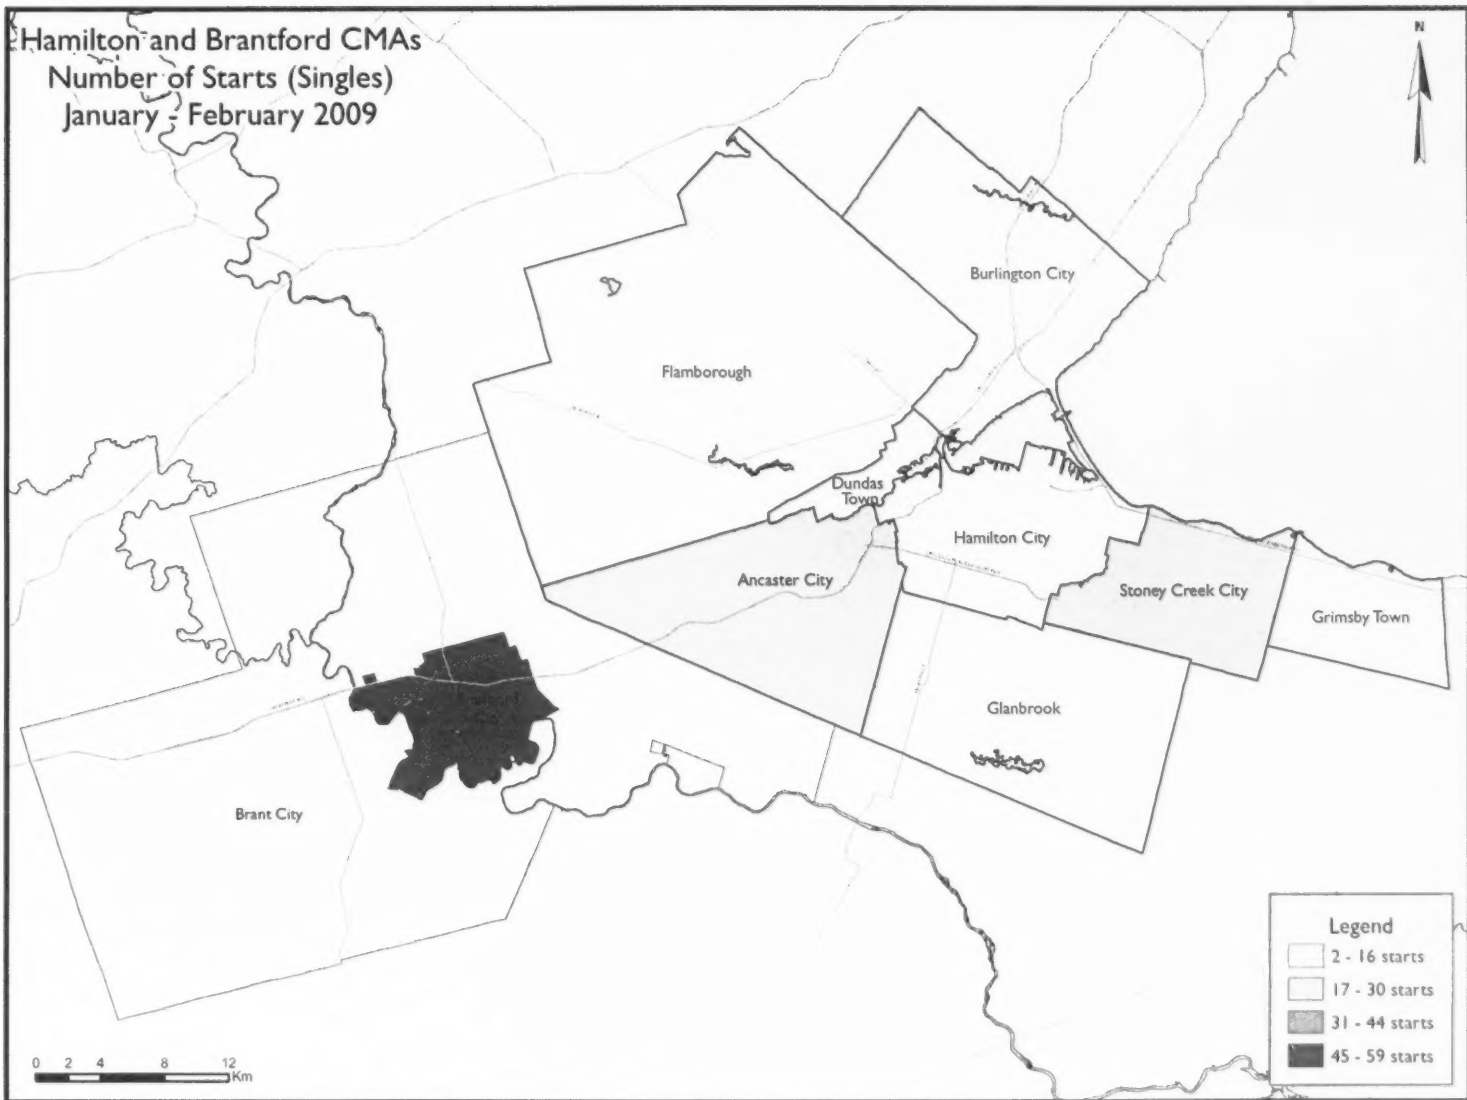 Hamilton and Brantford CMAs
Number of Starts (Singles)
January - February 2009
N
Burlington City
Flamborough
Dundas
Town
Hamilton City
Ancaster City
Stoney Creek City
Grimsby Town
Glanbrook
Brant City
Legend
2 - 16 starts
17 - 30 starts
31 - 44 starts
45 - 59 starts
0 2 4 8 12
Km